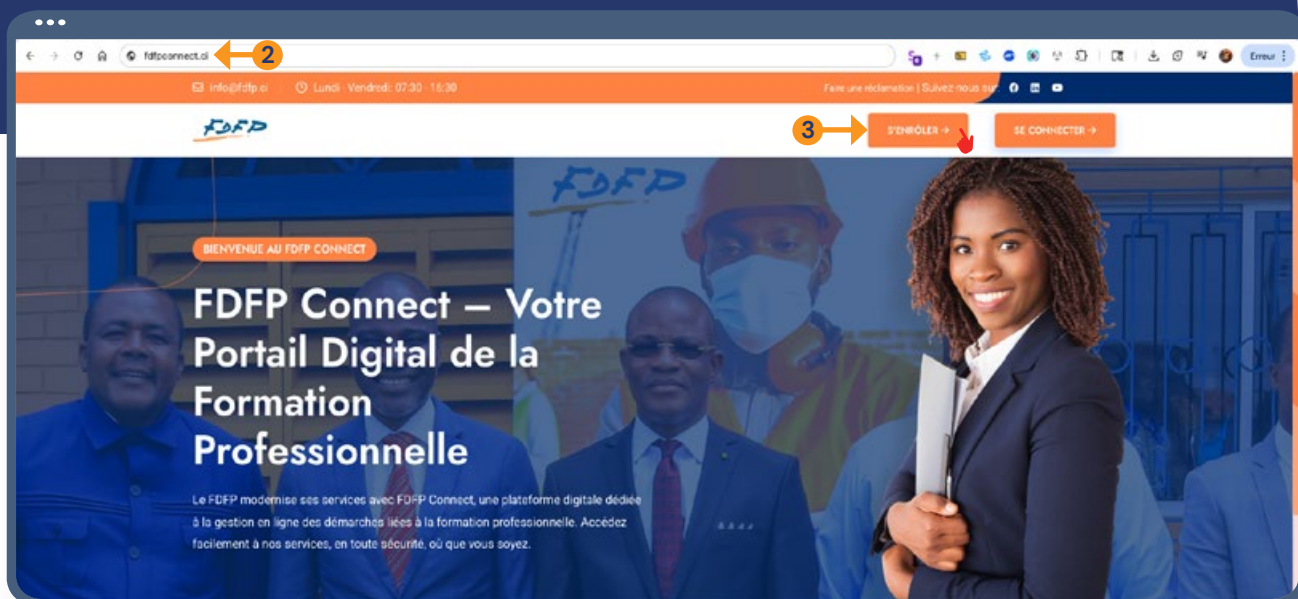 fdfpconnect.ci
2
Erreur
info@fdfp.ci
Lundi - Vendredi: 07:30 - 16:30
Faire une réclamation | Suivez-nous sur:
FDFP
3
S'ENRÔLER →
SE CONNECTER →
FDFP
BIENVENUE AU FDFP CONNECT
FDFP Connect – Votre
Portail Digital de la
Formation
Professionnelle
Le FDFP modernise ses services avec FDFP Connect, une plateforme digitale dédiée
à la gestion en ligne des démarches liées à la formation professionnelle. Accédez
facilement à nos services, en toute sécurité, où que vous soyez.